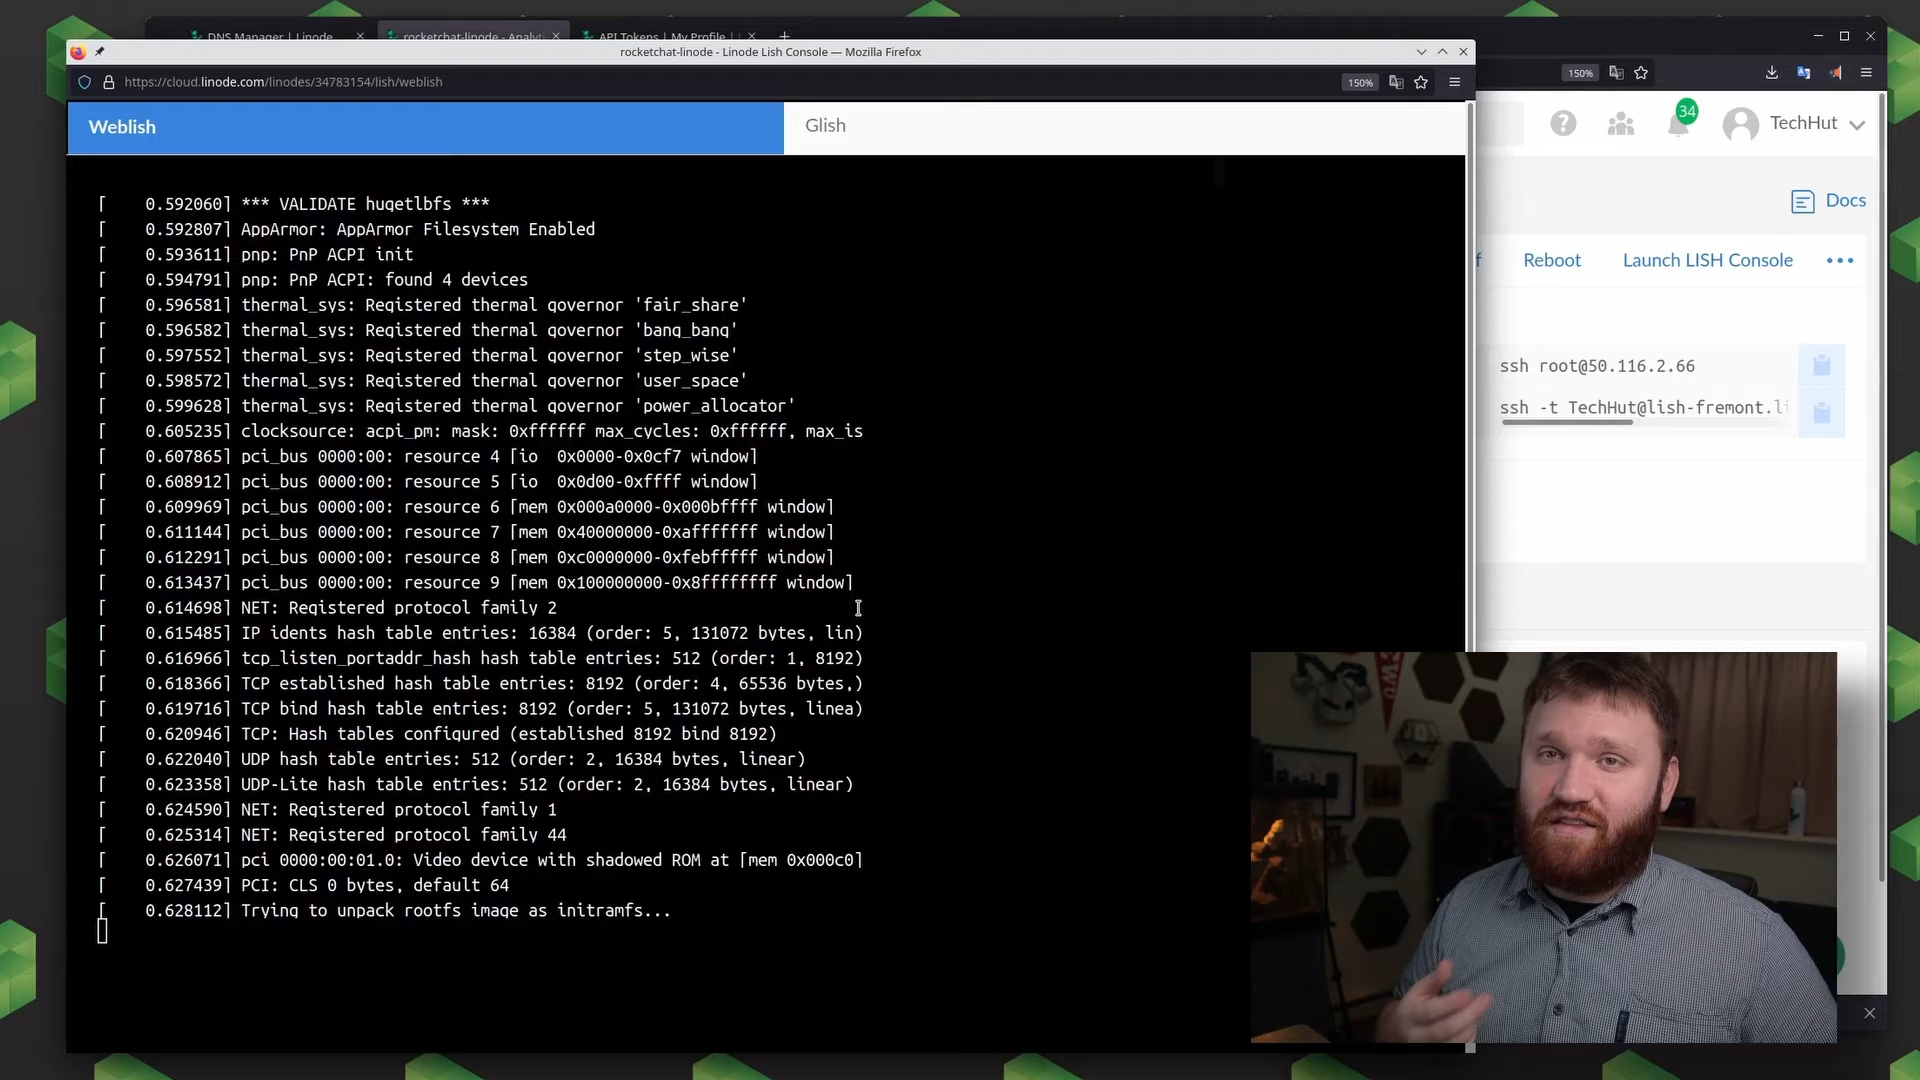 DNS Manager | Linode
rocketchat-linode - Analyti
API Tokens | My Profile |
rocketchat-linode - Linode Lish Console — Mozilla Firefox
https://cloud.linode.com/linodes/34783154/lish/weblish
150%
150%
Weblish
Glish
34
TechHut
Docs
f
Reboot
Launch LISH Console
ssh root@50.116.2.66
ssh -t TechHut@lish-fremont.li
[    0.592060] *** VALIDATE hugetlbfs ***
[    0.592807] AppArmor: AppArmor Filesystem Enabled
[    0.593611] pnp: PnP ACPI init
[    0.594791] pnp: PnP ACPI: found 4 devices
[    0.596581] thermal_sys: Registered thermal governor 'fair_share'
[    0.596582] thermal_sys: Registered thermal governor 'bang_bang'
[    0.597552] thermal_sys: Registered thermal governor 'step_wise'
[    0.598572] thermal_sys: Registered thermal governor 'user_space'
[    0.599628] thermal_sys: Registered thermal governor 'power_allocator'
[    0.605235] clocksource: acpi_pm: mask: 0xffffff max_cycles: 0xffffff, max_is
[    0.607865] pci_bus 0000:00: resource 4 [io  0x0000-0x0cf7 window]
[    0.608912] pci_bus 0000:00: resource 5 [io  0x0d00-0xffff window]
[    0.609969] pci_bus 0000:00: resource 6 [mem 0x000a0000-0x000bffff window]
[    0.611144] pci_bus 0000:00: resource 7 [mem 0x40000000-0xafffffff window]
[    0.612291] pci_bus 0000:00: resource 8 [mem 0xc0000000-0xfebfffff window]
[    0.613437] pci_bus 0000:00: resource 9 [mem 0x100000000-0x8ffffffff window]
[    0.614698] NET: Registered protocol family 2
[    0.615485] IP idents hash table entries: 16384 (order: 5, 131072 bytes, lin)
[    0.616966] tcp_listen_portaddr_hash hash table entries: 512 (order: 1, 8192)
[    0.618366] TCP established hash table entries: 8192 (order: 4, 65536 bytes,)
[    0.619716] TCP bind hash table entries: 8192 (order: 5, 131072 bytes, linea)
[    0.620946] TCP: Hash tables configured (established 8192 bind 8192)
[    0.622040] UDP hash table entries: 512 (order: 2, 16384 bytes, linear)
[    0.623358] UDP-Lite hash table entries: 512 (order: 2, 16384 bytes, linear)
[    0.624590] NET: Registered protocol family 1
[    0.625314] NET: Registered protocol family 44
[    0.626071] pci 0000:00:01.0: Video device with shadowed ROM at [mem 0x000c0]
[    0.627439] PCI: CLS 0 bytes, default 64
[    0.628112] Trying to unpack rootfs image as initramfs...
CWU